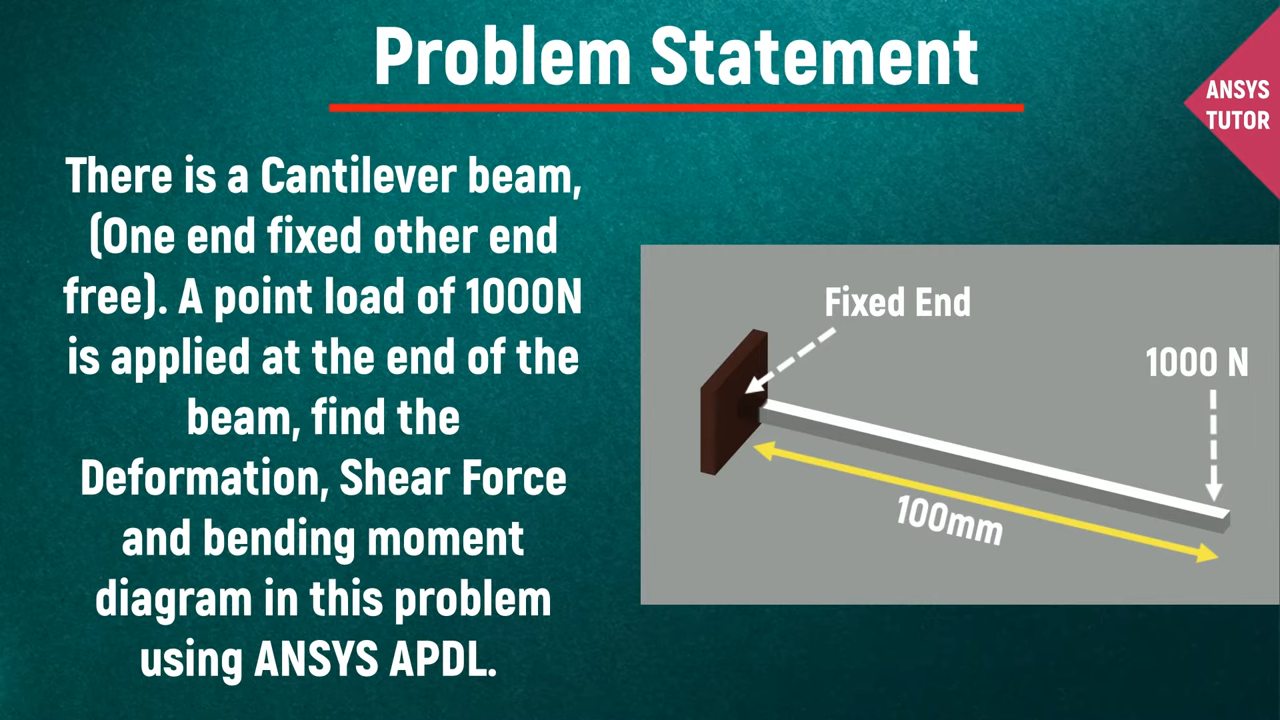 Problem Statement
ANSYS
TUTOR
There is a Cantilever beam,
(One end fixed other end
free). A point load of 1000N
is applied at the end of the
beam, find the
Deformation, Shear Force
and bending moment
diagram in this problem
using ANSYS APDL.
Fixed End
1000 N
100mm